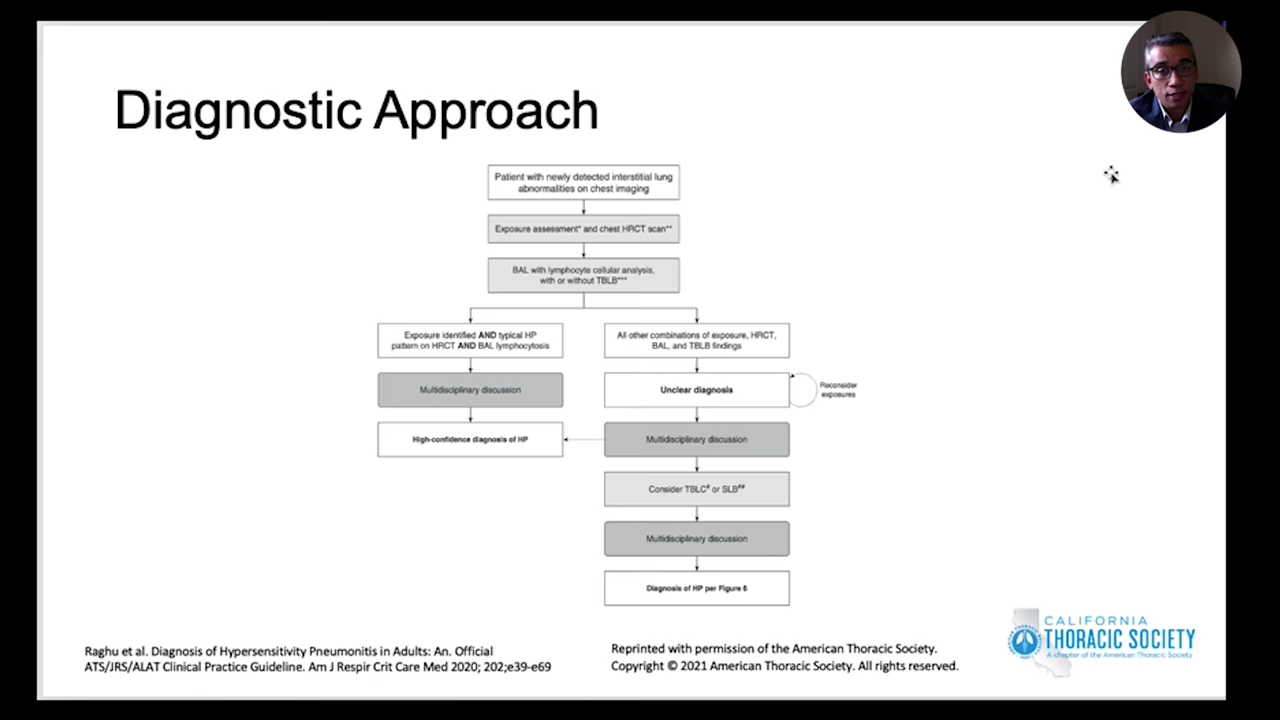 Diagnostic Approach
Patient with newly detected interstitial lung
abnormalities on chest imaging
Exposure assessment* and chest HRCT scan**
BAL with lymphocyte cellular analysis,
with or without TBLB***
Exposure identified AND typical HP
pattern on HRCT AND BAL lymphocytosis
All other combinations of exposure, HRCT,
BAL, and TBLB findings
Multidisciplinary discussion
Unclear diagnosis
Reconsider
exposures
High-confidence diagnosis of HP
Multidisciplinary discussion
Consider TBLC# or SLB##
Multidisciplinary discussion
Diagnosis of HP per Figure 6
Raghu et al. Diagnosis of Hypersensitivity Pneumonitis in Adults: An. Official
ATS/JRS/ALAT Clinical Practice Guideline. Am J Respir Crit Care Med 2020; 202;e39-e69
Reprinted with permission of the American Thoracic Society.
Copyright © 2021 American Thoracic Society. All rights reserved.
CALIFORNIA
THORACIC SOCIETY
A chapter of the American Thoracic Society